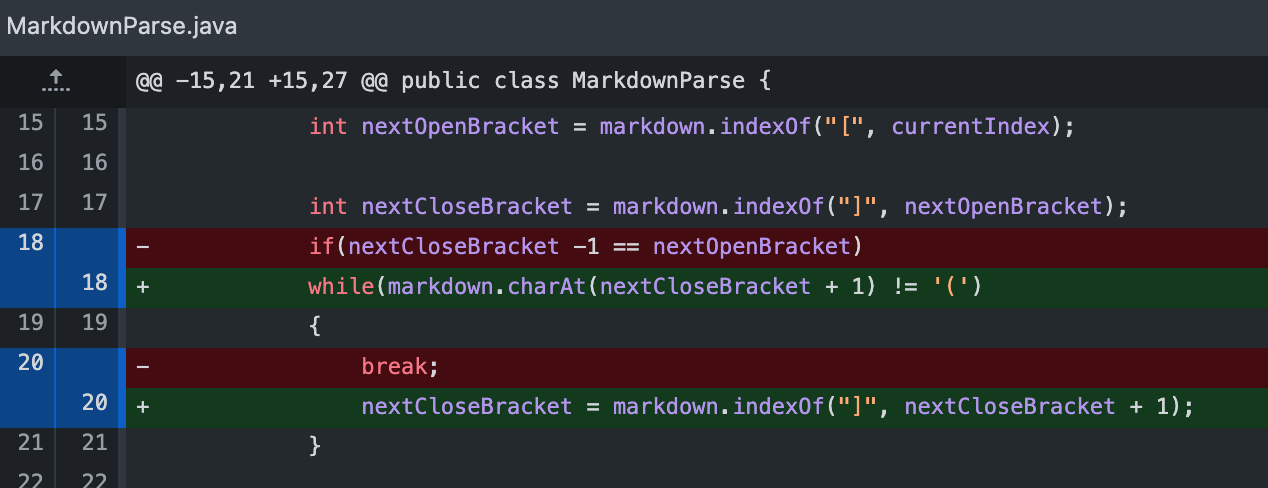 MarkdownParse.java
@@ -15,21 +15,27 @@ public class MarkdownParse {
15 15 int nextOpenBracket = markdown.indexOf("[", currentIndex);
16 16
17 17 int nextCloseBracket = markdown.indexOf("]", nextOpenBracket);
18 - if(nextCloseBracket -1 == nextOpenBracket)
18 + while(markdown.charAt(nextCloseBracket + 1) != '(')
19 19 {
20 - break;
20 + nextCloseBracket = markdown.indexOf("]", nextCloseBracket + 1);
21 21 }
22 22